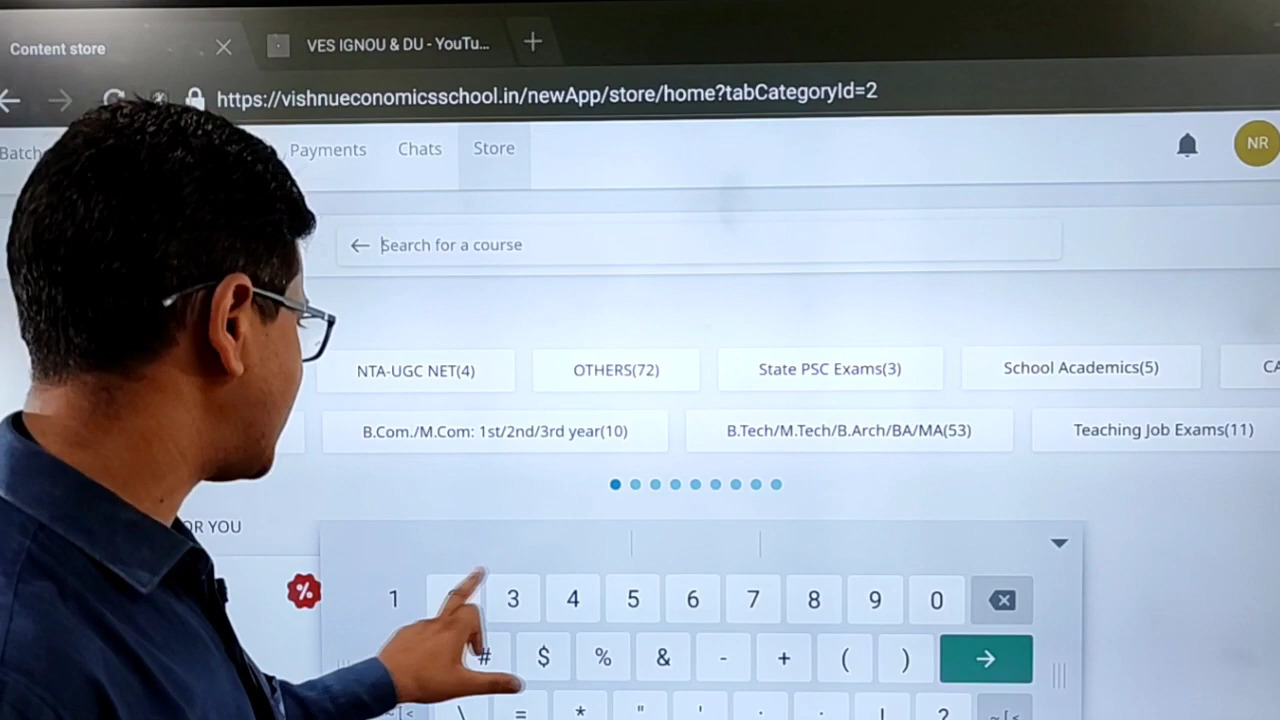 Content store
VES IGNOU & DU - YouTu...
https://vishnueconomicsschool.in/newApp/store/home?tabCategoryId=2
Batch
Payments
Chats
Store
NR
Search for a course
NTA-UGC NET(4)
OTHERS(72)
State PSC Exams(3)
School Academics(5)
CA
B.Com./M.Com: 1st/2nd/3rd year(10)
B.Tech/M.Tech/B.Arch/BA/MA(53)
Teaching Job Exams(11)
OR YOU
%
1 3 4 5 6 7 8 9 0
# $ % & - + ( )
~[< \ = * " ' : ; ! ? ~[<